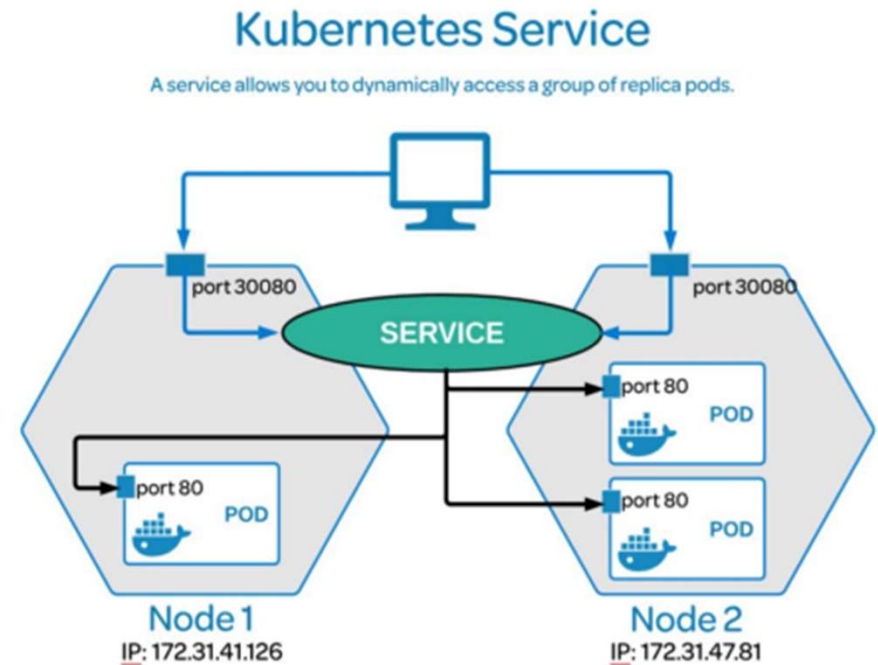 Kubernetes Service
A service allows you to dynamically access a group of replica pods.
port 30080
port 30080
SERVICE
port 80
POD
port 80
POD
port 80
POD
Node 1
IP: 172.31.41.126
Node 2
IP: 172.31.47.81